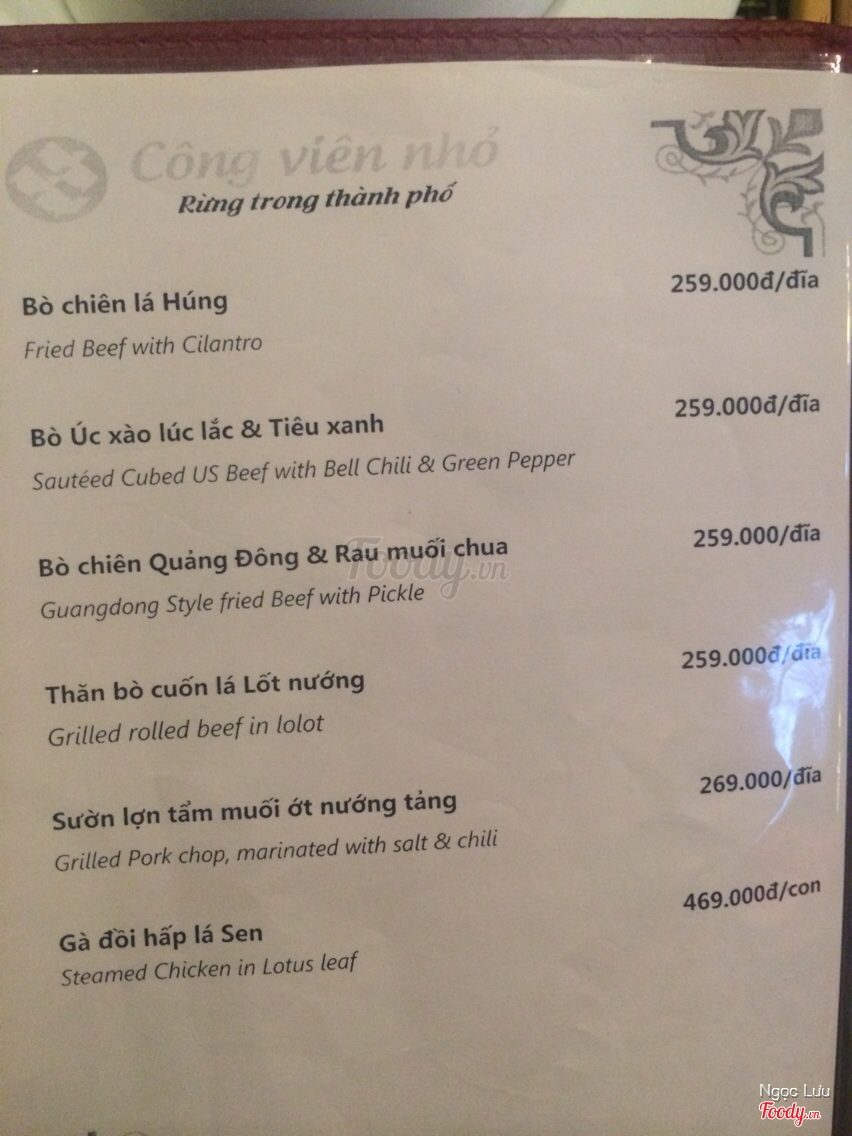 Công viên nhỏ
Rừng trong thành phố
Bò chiên lá Húng 259.000đ/đĩa
Fried Beef with Cilantro
Bò Úc xào lúc lắc & Tiêu xanh 259.000đ/đĩa
Sautéed Cubed US Beef with Bell Chili & Green Pepper
Bò chiên Quảng Đông & Rau muối chua 259.000/đĩa
Guangdong Style fried Beef with Pickle
Foody.vn
Thăn bò cuốn lá Lốt nướng 259.000đ/đĩa
Grilled rolled beef in lolot
Sườn lợn tẩm muối ớt nướng tảng 269.000/đĩa
Grilled Pork chop, marinated with salt & chili
Gà đồi hấp lá Sen 469.000đ/con
Steamed Chicken in Lotus leaf
Ngọc Lưu
Foody.vn